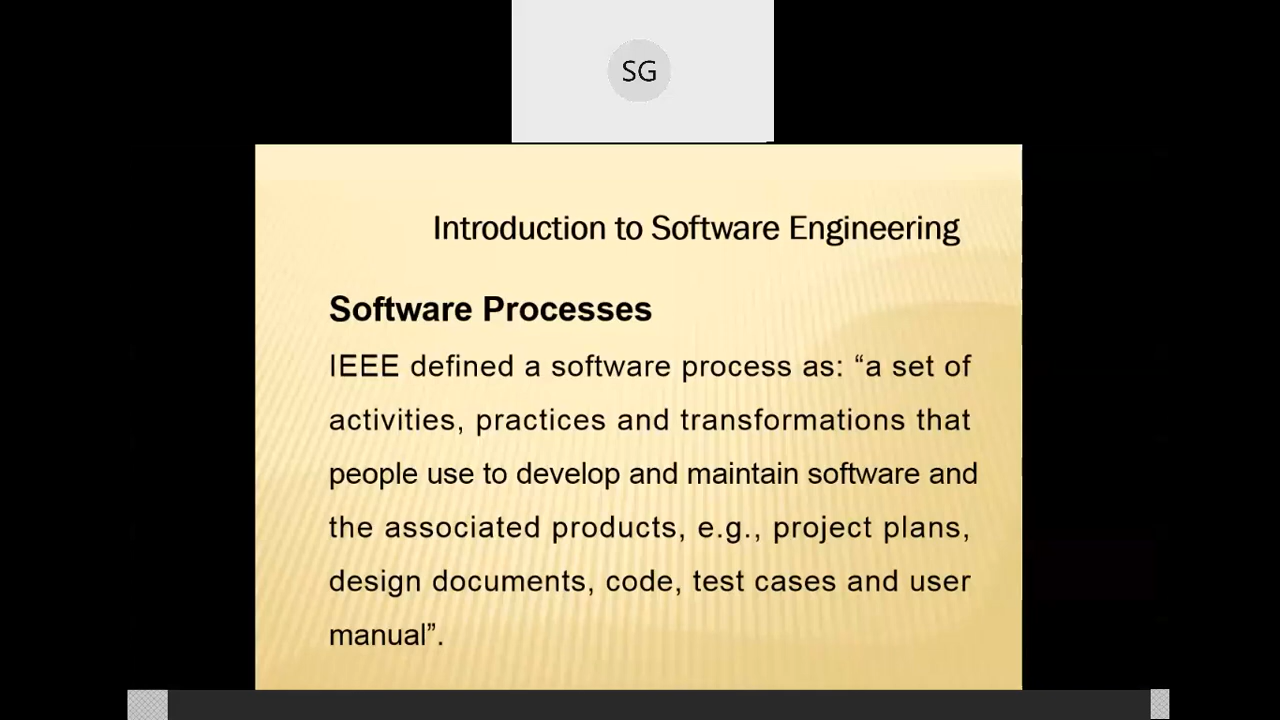 SG
Introduction to Software Engineering
Software Processes
IEEE defined a software process as: “a set of
activities, practices and transformations that
people use to develop and maintain software and
the associated products, e.g., project plans,
design documents, code, test cases and user
manual”.